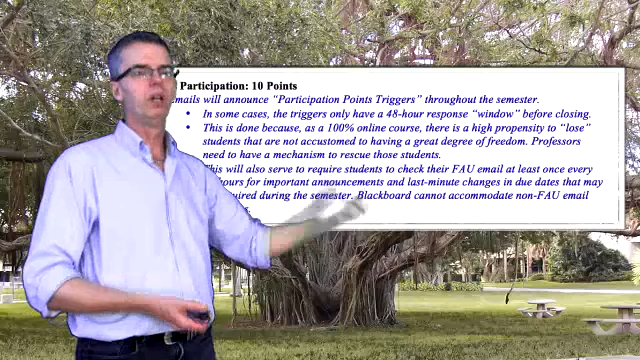 Participation: 10 Points
mails will announce “Participation Points Triggers” throughout the semester.
• In some cases, the triggers only have a 48-hour response “window” before closing.
• This is done because, as a 100% online course, there is a high propensity to “lose”
students that are not accustomed to having a great degree of freedom. Professors
need to have a mechanism to rescue those students.
This will also serve to require students to check their FAU email at least once every
hours for important announcements and last-minute changes in due dates that may
during the semester. Blackboard cannot accommodate non-FAU email